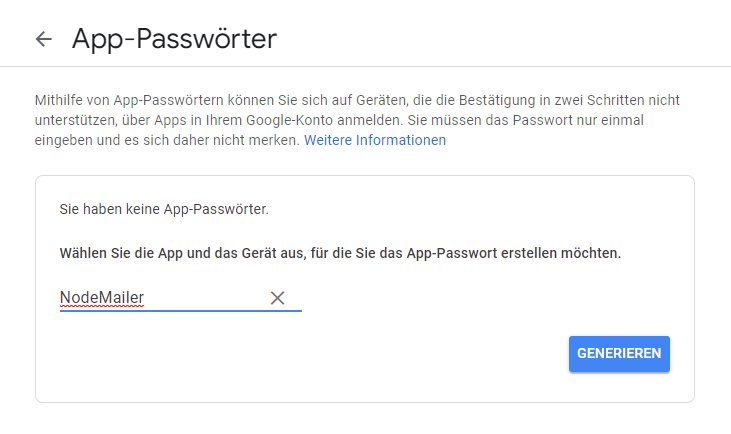 App-Passwörter
Mithilfe von App-Passwörtern können Sie sich auf Geräten, die die Bestätigung in zwei Schritten nicht
unterstützen, über Apps in Ihrem Google-Konto anmelden. Sie müssen das Passwort nur einmal
eingeben und es sich daher nicht merken. Weitere Informationen
Sie haben keine App-Passwörter.
Wählen Sie die App und das Gerät aus, für die Sie das App-Passwort erstellen möchten.
NodeMailer
GENERIEREN